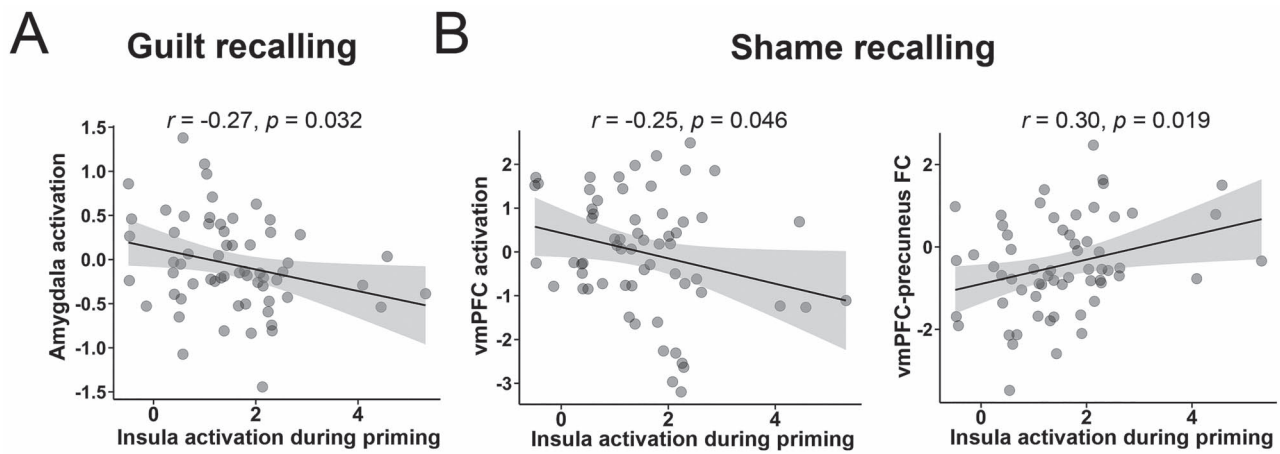 A
Guilt recalling
B
Shame recalling
r = -0.27, p = 0.032
1.5
1.0
0.5
0.0
-0.5
-1.0
-1.5
Amygdala activation
0 2 4
Insula activation during priming
r = -0.25, p = 0.046
2
1
0
-1
-2
-3
vmPFC activation
0 2 4
Insula activation during priming
r = 0.30, p = 0.019
2
0
-2
vmPFC-precuneus FC
0 2 4
Insula activation during priming